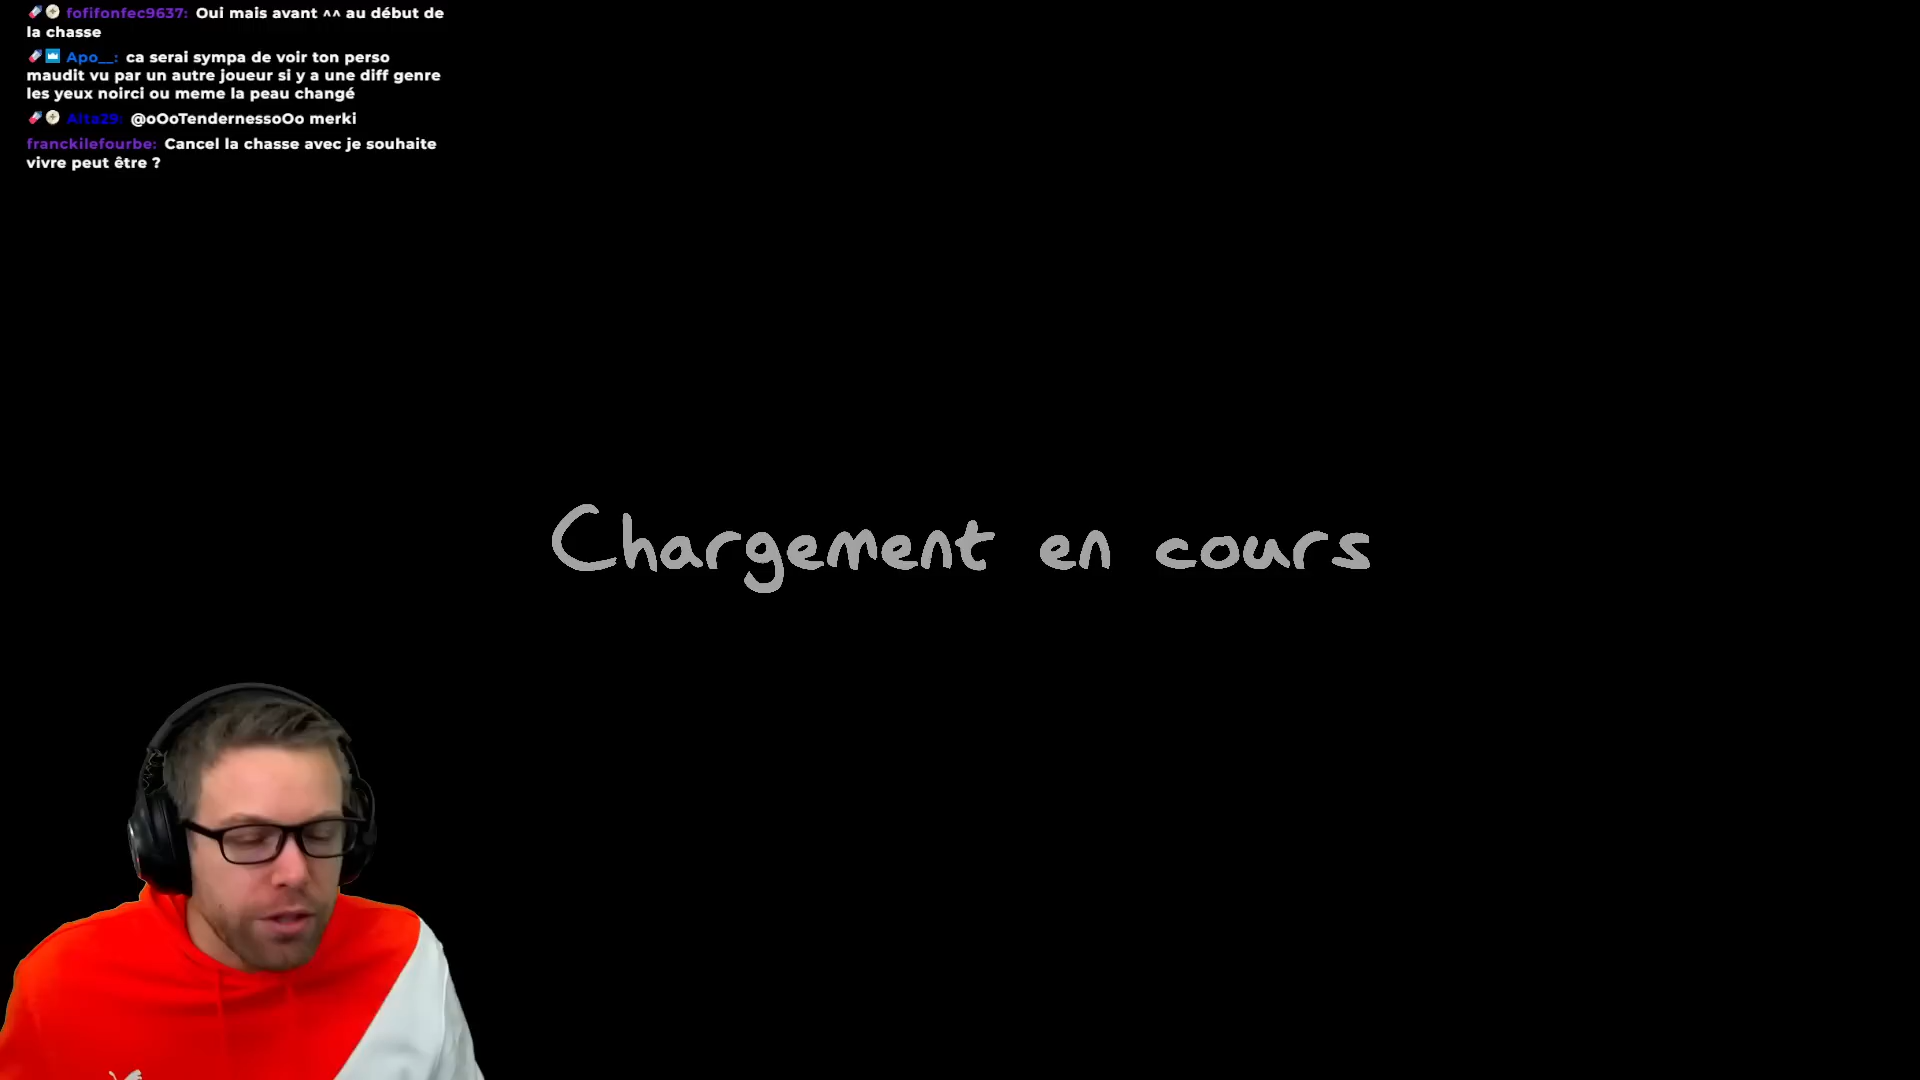 fofifonfec9637: Oui mais avant ^^ au début de
la chasse
Apo__: ca serai sympa de voir ton perso
maudit vu par un autre joueur si y a une diff genre
les yeux noirci ou meme la peau changé
Alta29: @oOoTendernessoOo merki
franckilefourbe: Cancel la chasse avec je souhaite
vivre peut être ?
Chargement en cours